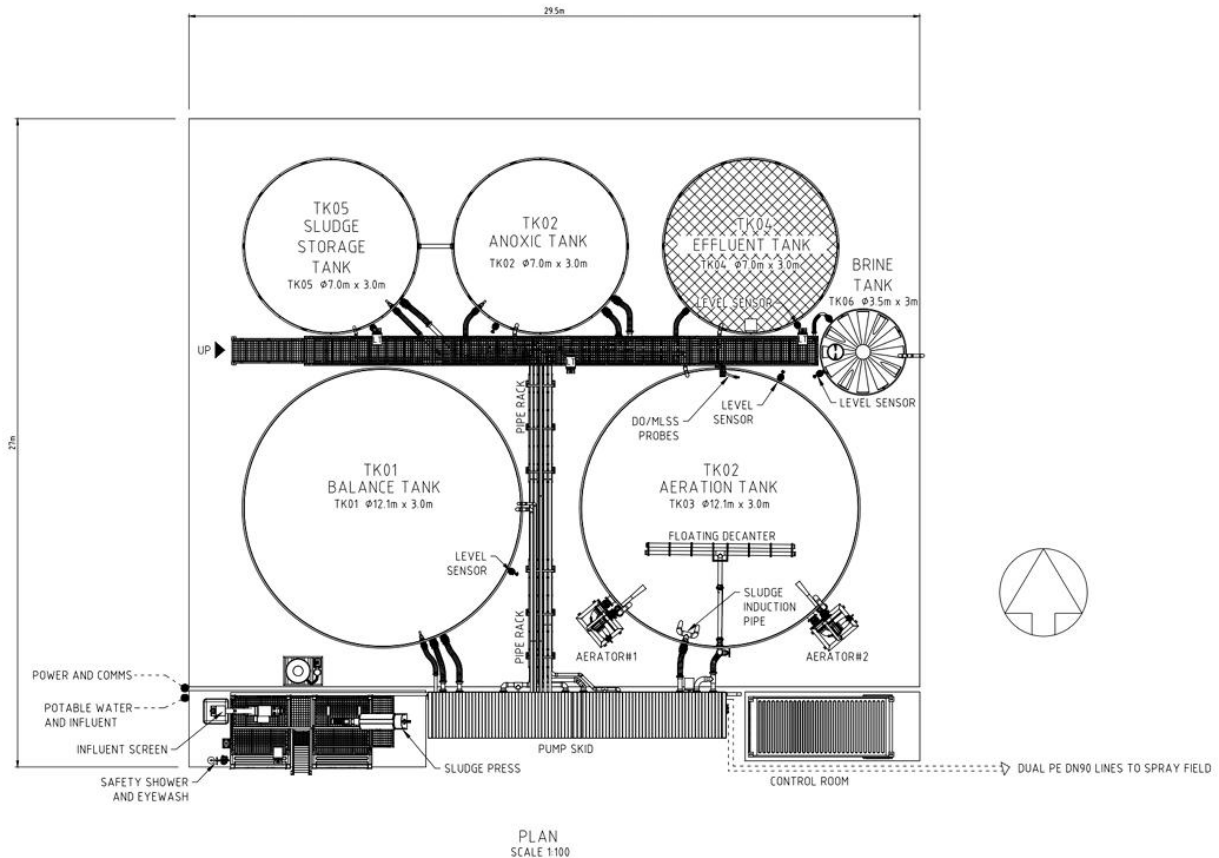 29.5m
27m
TK05
SLUDGE
STORAGE
TANK
TK05 Ø7.0m x 3.0m
TK02
ANOXIC TANK
TK02 Ø7.0m x 3.0m
TK04
EFFLUENT TANK
TK04 Ø7.0m x 3.0m
LEVEL SENSOR
BRINE
TANK
TK06 Ø3.5m x 3m
UP
LEVEL SENSOR
LEVEL
SENSOR
DO/MLSS
PROBES
PIPE RACK
TK01
BALANCE TANK
TK01 Ø12.1m x 3.0m
TK02
AERATION TANK
TK03 Ø12.1m x 3.0m
FLOATING DECANTER
LEVEL
SENSOR
SLUDGE
INDUCTION
PIPE
PIPE RACK
AERATOR#1
AERATOR#2
POWER AND COMMS
POTABLE WATER
AND INFLUENT
INFLUENT SCREEN
SAFETY SHOWER
AND EYEWASH
SLUDGE PRESS
PUMP SKID
CONTROL ROOM
DUAL PE DN90 LINES TO SPRAY FIELD
PLAN
SCALE 1:100